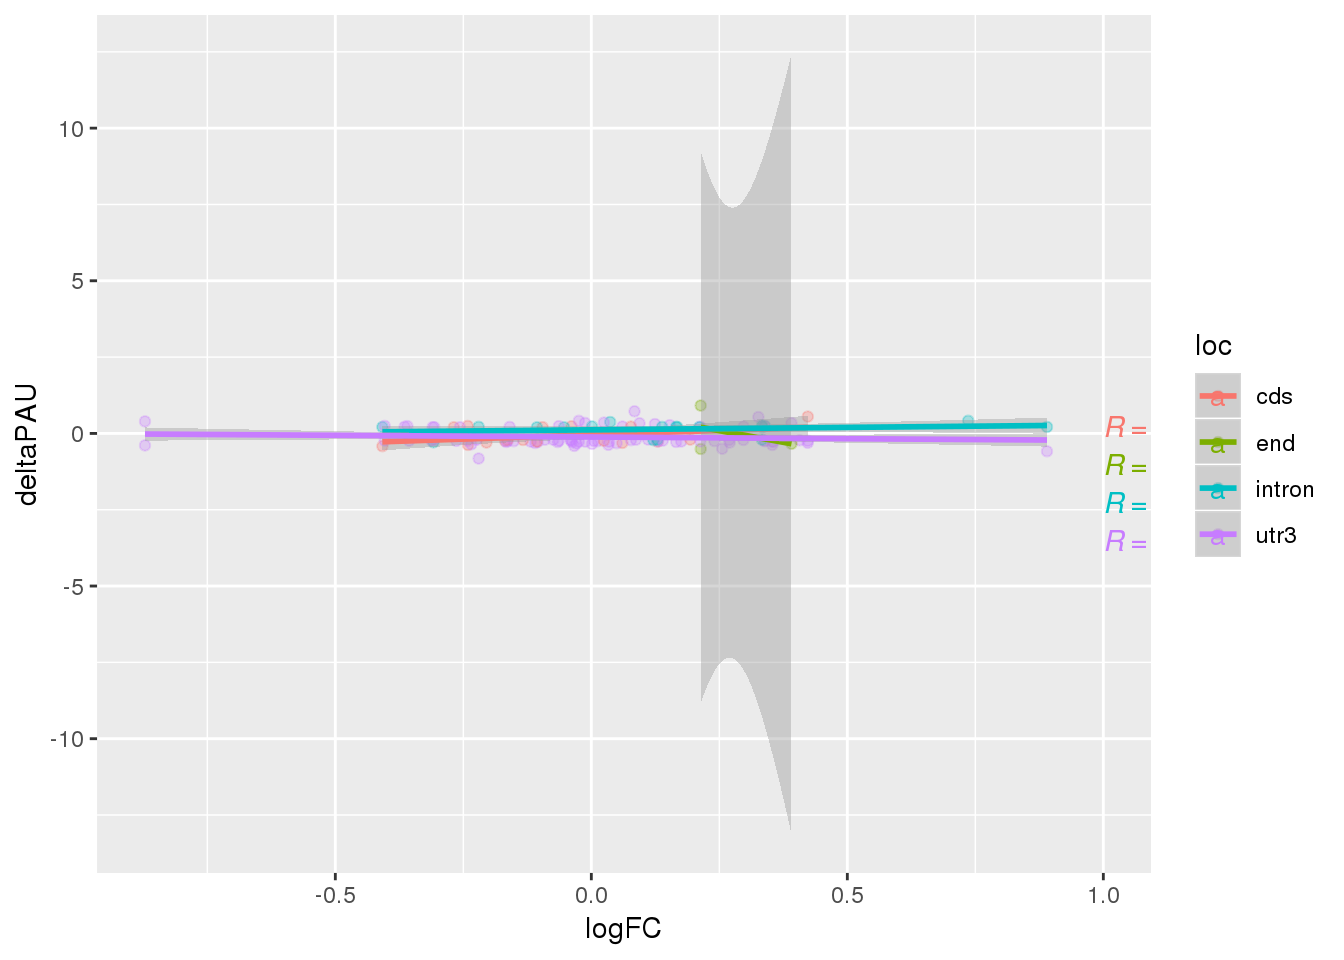 10
5
0
-5
-10
deltaPAU
-0.5
0.0
0.5
1.0
logFC
R =
R =
R =
R =
loc
a cds
a end
a intron
a utr3